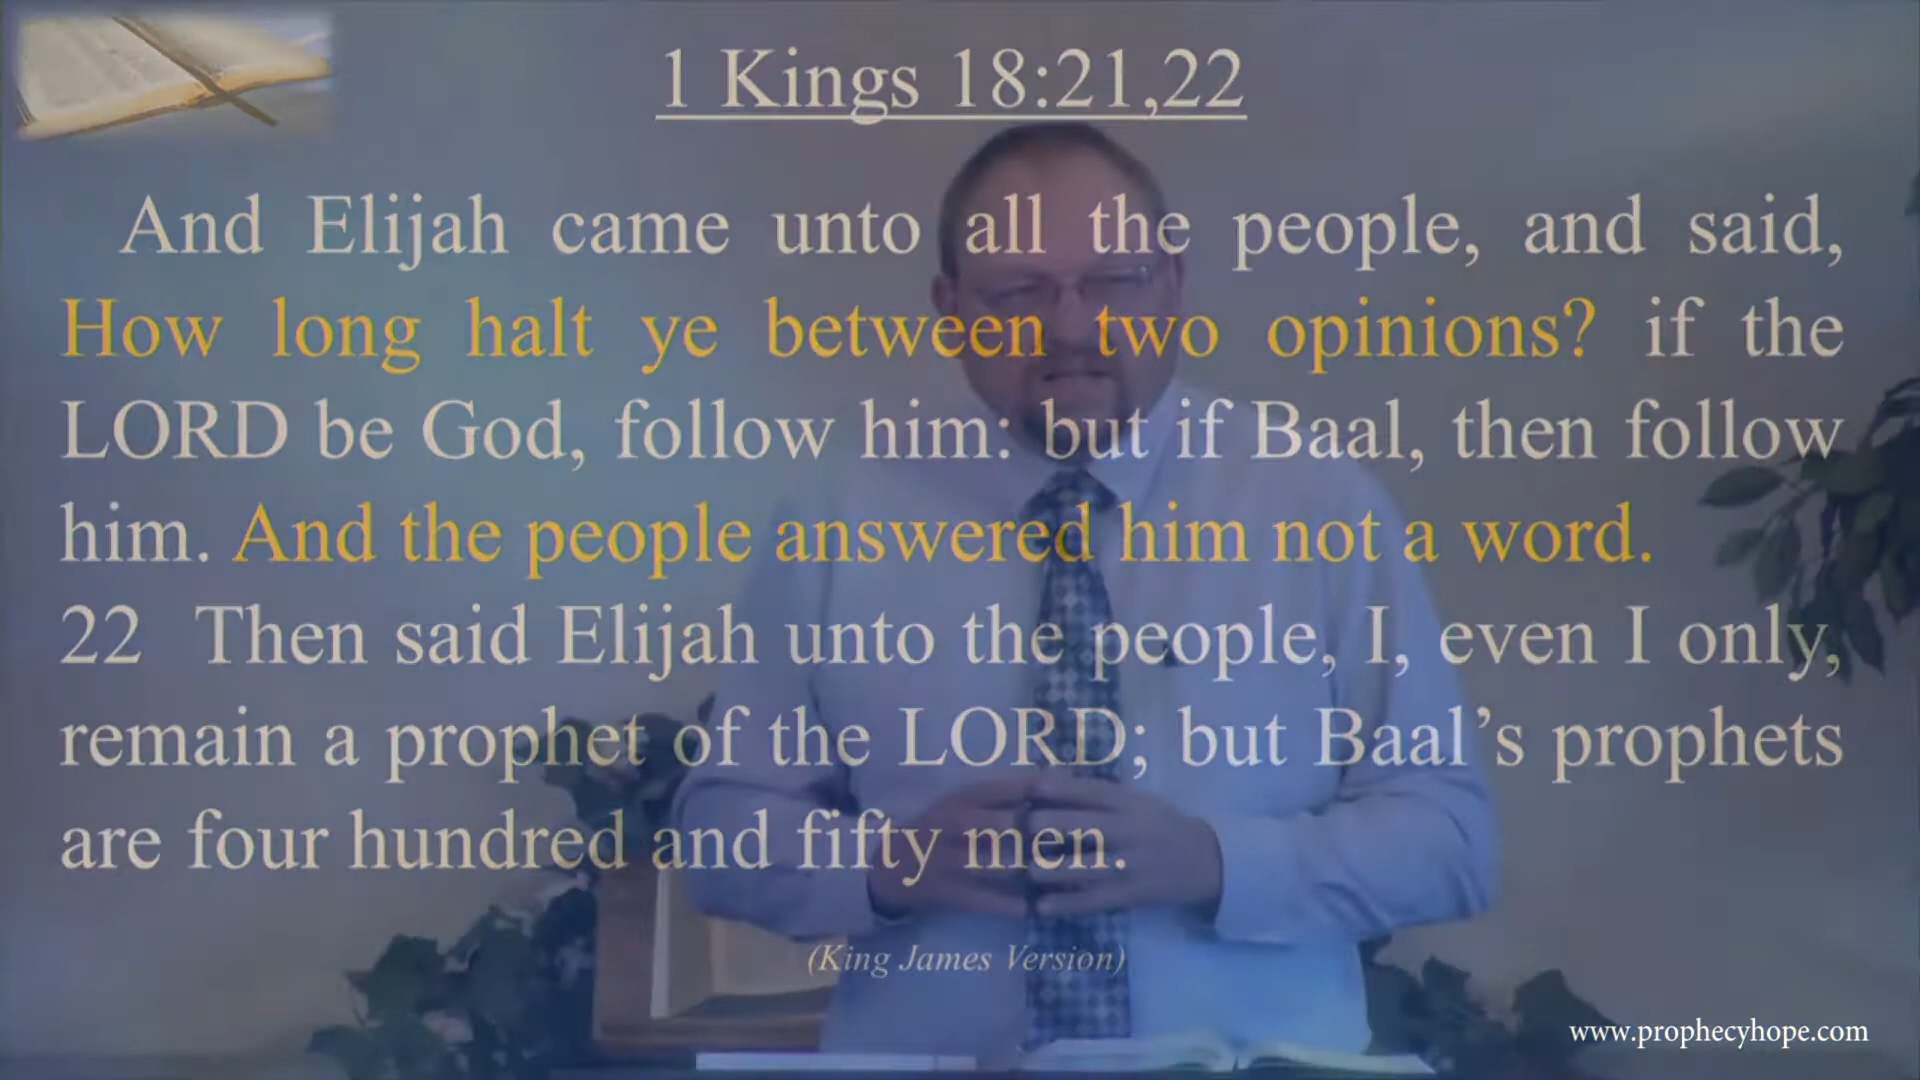 1 Kings 18:21,22
And Elijah came unto all the people, and said,
How long halt ye between two opinions? if the
LORD be God, follow him: but if Baal, then follow
him. And the people answered him not a word.
22 Then said Elijah unto the people, I, even I only,
remain a prophet of the LORD; but Baal’s prophets
are four hundred and fifty men.
(King James Version)
www.prophecyhope.com